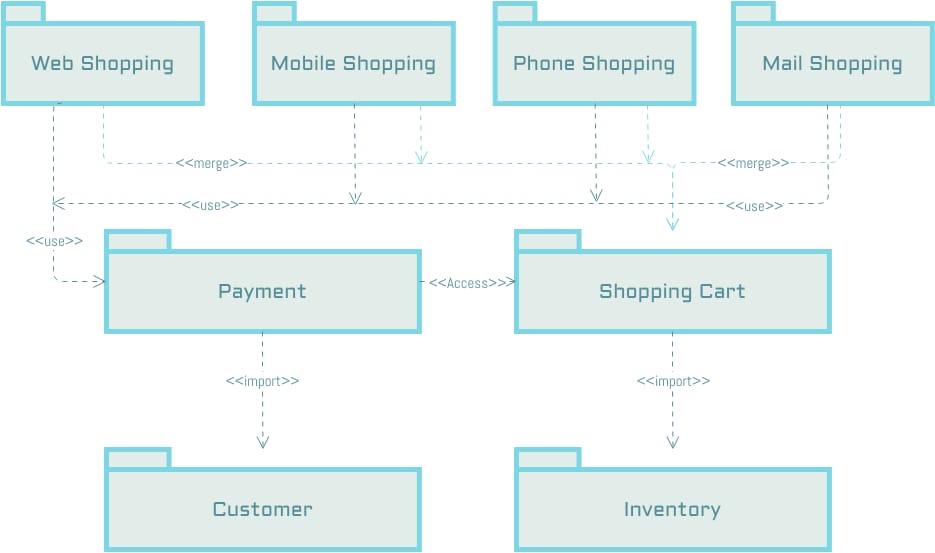 Web Shopping
Mobile Shopping
Phone Shopping
Mail Shopping
<<merge>>
<<merge>>
<<use>>
<<use>>
<<use>>
Payment
<<Access>>
Shopping Cart
<<import>>
<<import>>
Customer
Inventory